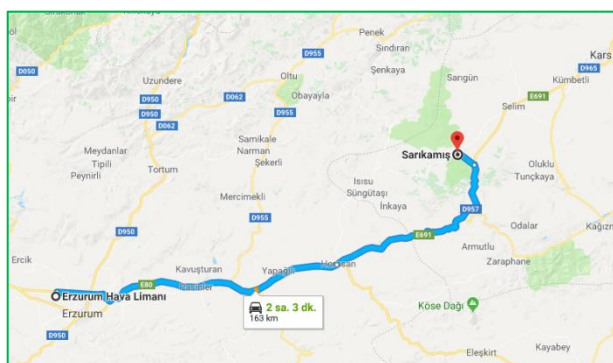 D050
D955
Penek
Sındıran
Kars
D965
Oltu
Şenkaya
Sarıgün
Kümbetli
Uzundere
D062
Obayayla
E691
Selim
D950
D950
D062
Samikale
Narman
Şekerli
Sarıkamış
Meydanlar
Tipili
Peynirli
Tortum
Oluklu
Tunçkaya
Isısu
Süngütaşı
Mercimekli
İnkaya
D957
Odalar
Kağızm
D955
D950
E691
Armutlu
Zaraphane
Ercik
Kavuşturan
Yapağılı
Horasan
E80
Erzurum Hava Limanı
Erzurum
2 sa. 3 dk.
163 km
Köse Dağı
D950
Eleşkirt
Kayabey